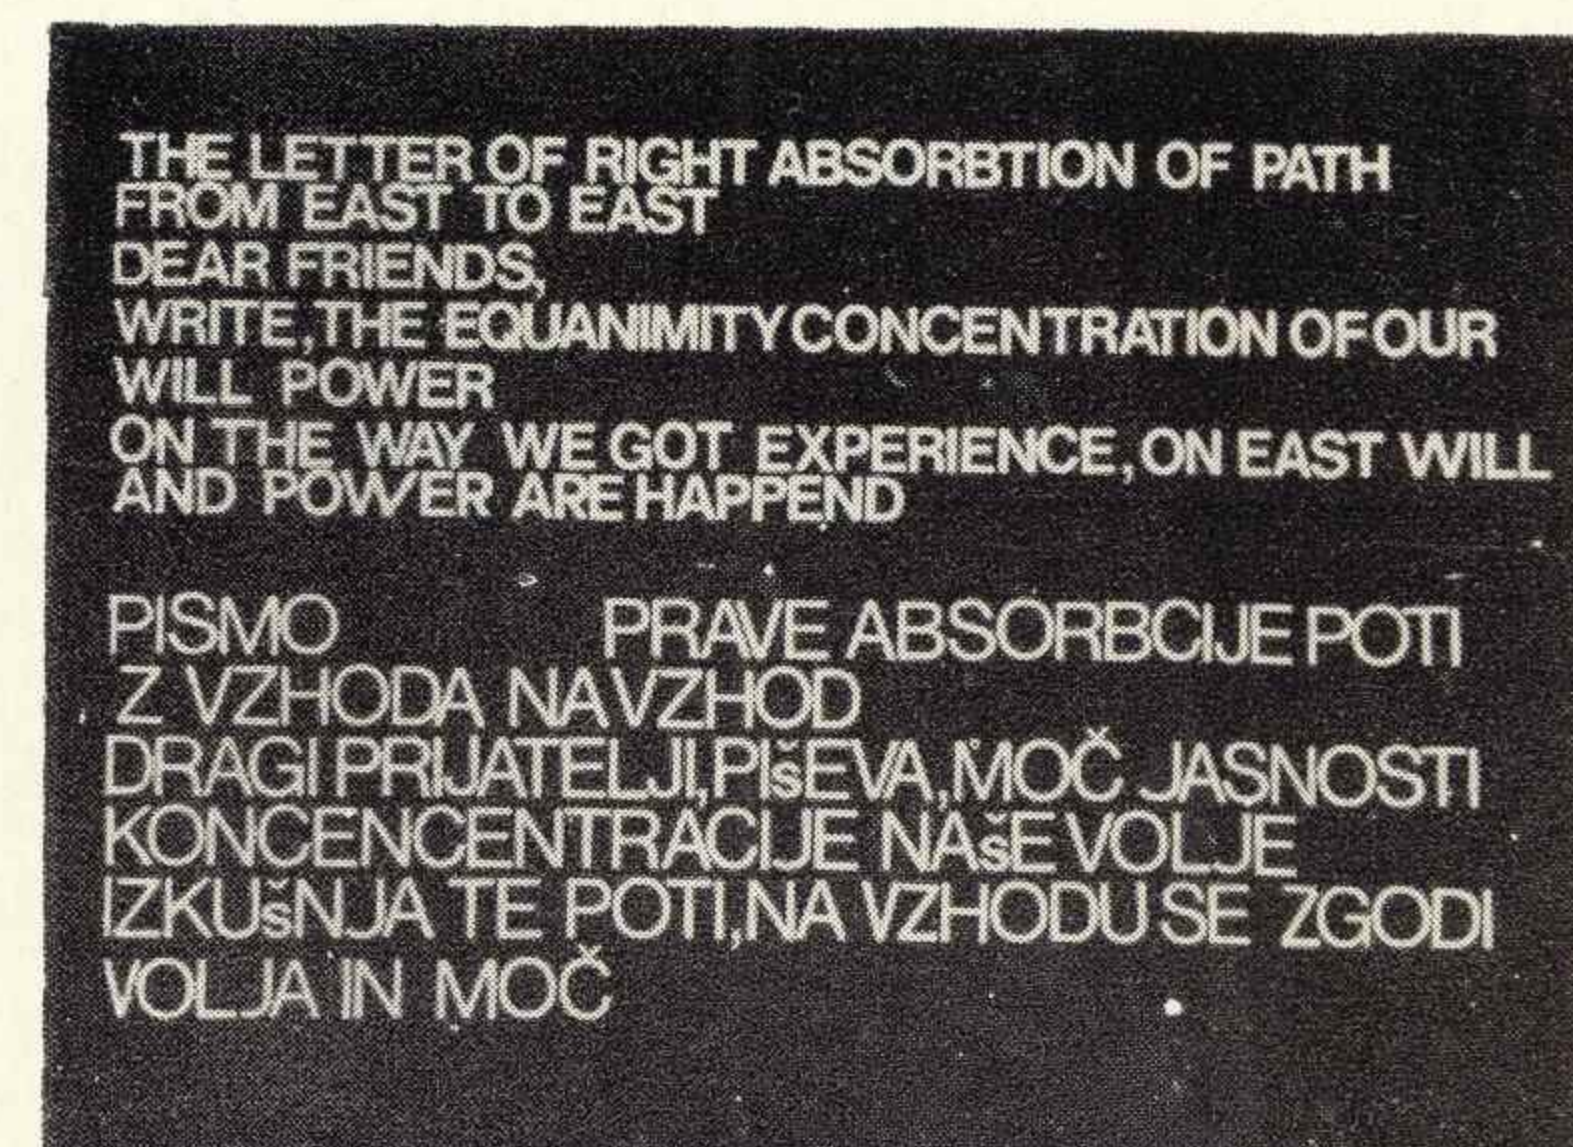 THE LETTER OF RIGHT ABSORBTION OF PATH
FROM EAST TO EAST
DEAR FRIENDS,
WRITE, THE EQUANIMITY CONCENTRATION OF OUR
WILL POWER
ON THE WAY WE GOT EXPERIENCE, ON EAST WILL
AND POWER ARE HAPPEND
PISMO PRAVE ABSORBCIJE POTI
Z VZHODA NA VZHOD
DRAGI PRIJATELJI, PIšEVA, MOČ JASNOSTI
KONCENCENTRACIJE NAšE VOLJE
IZKUšNJA TE POTI, NA VZHODU SE ZGODI
VOLJA IN MOČ